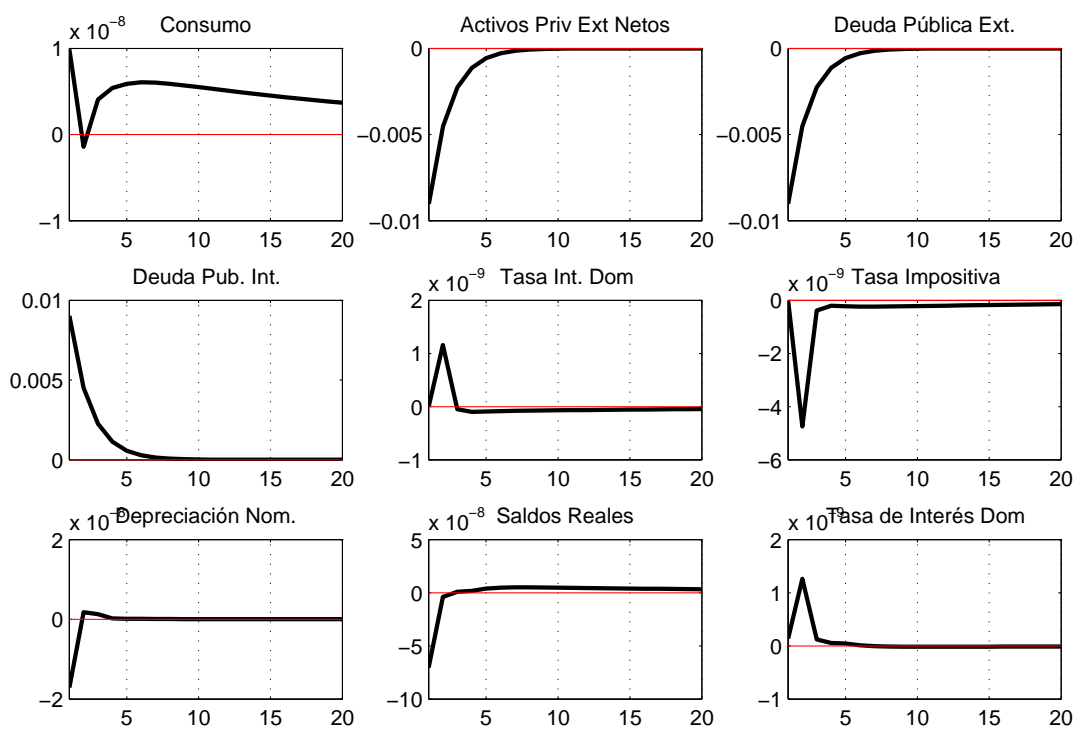 Consumo
x 10⁻⁸
1
0
−1
5 10 15 20
Activos Priv Ext Netos
0
−0.005
−0.01
5 10 15 20
Deuda Pública Ext.
0
−0.005
−0.01
5 10 15 20
Deuda Pub. Int.
0.01
0.005
0
5 10 15 20
Tasa Int. Dom
x 10⁻⁹
2
1
0
−1
5 10 15 20
Tasa Impositiva
x 10⁻⁹
0
−2
−4
−6
5 10 15 20
Depreciación Nom.
x 10⁻⁸
2
0
−2
5 10 15 20
Saldos Reales
x 10⁻⁸
5
0
−5
−10
5 10 15 20
Tasa de Interés Dom
x 10⁻⁹
2
1
0
−1
5 10 15 20